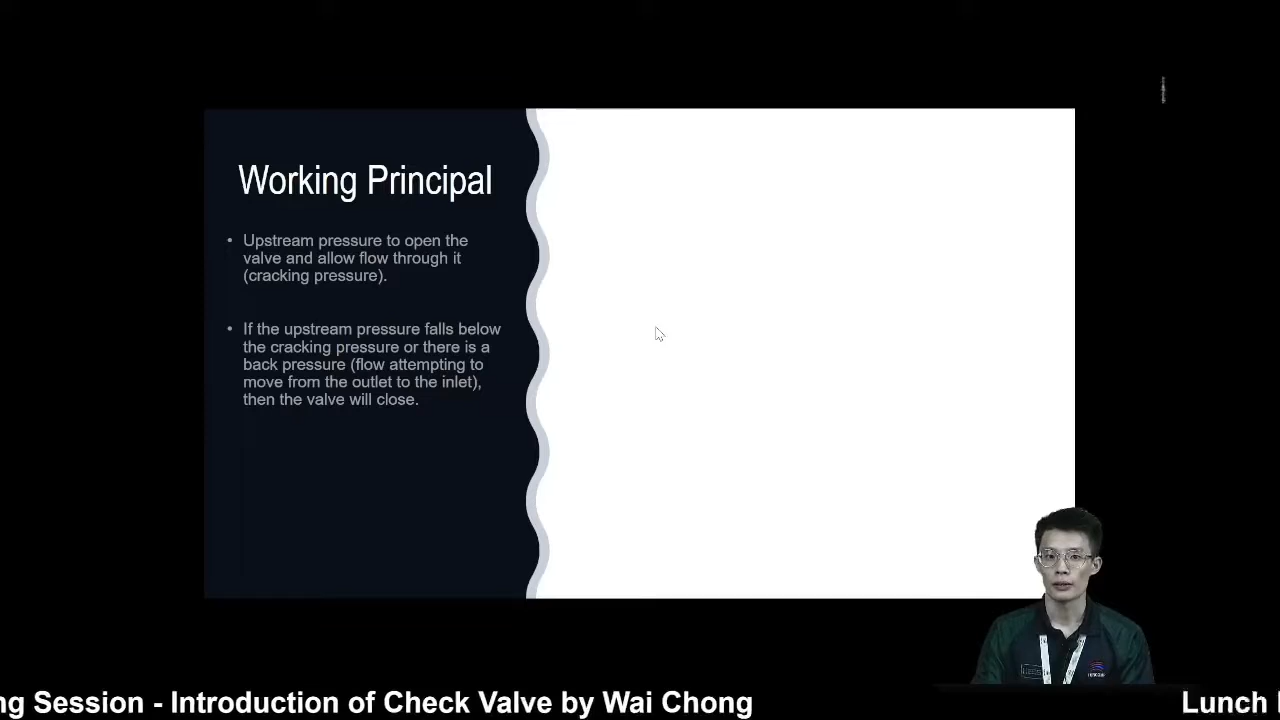 Working Principal
• Upstream pressure to open the
valve and allow flow through it
(cracking pressure).
• If the upstream pressure falls below
the cracking pressure or there is a
back pressure (flow attempting to
move from the outlet to the inlet),
then the valve will close.
ng Session - Introduction of Check Valve by Wai Chong
Lunch